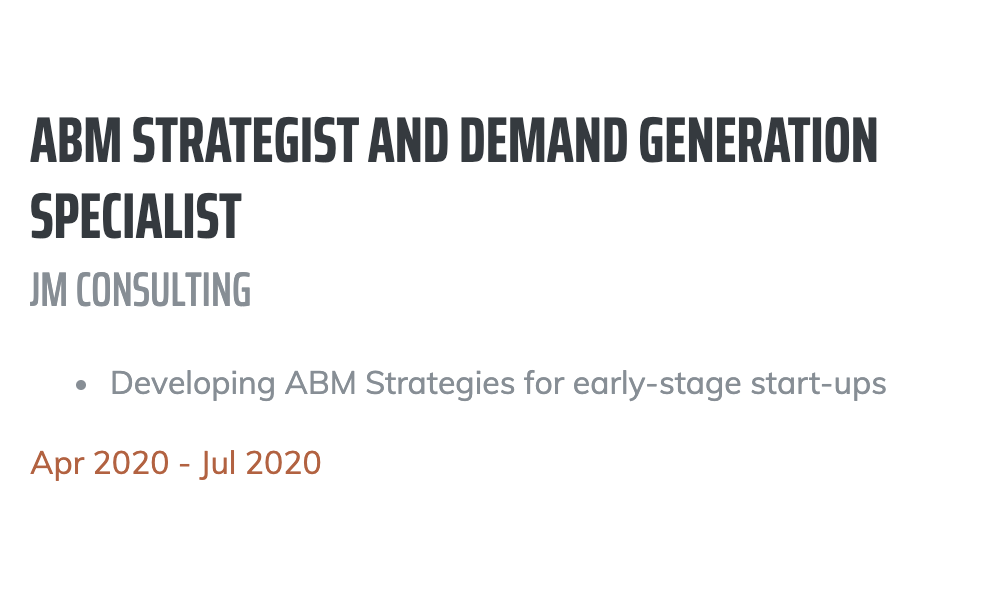 ABM STRATEGIST AND DEMAND GENERATION
SPECIALIST
JM CONSULTING
• Developing ABM Strategies for early-stage start-ups
Apr 2020 - Jul 2020